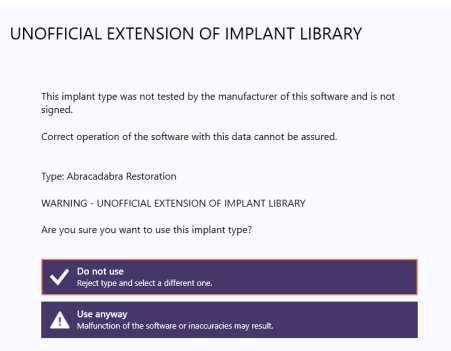 UNOFFICIAL EXTENSION OF IMPLANT LIBRARY
This implant type was not tested by the manufacturer of this software and is not
signed.
Correct operation of the software with this data cannot be assured.
Type: Abracadabra Restoration
WARNING - UNOFFICIAL EXTENSION OF IMPLANT LIBRARY
Are you sure you want to use this implant type?
Do not use
Reject type and select a different one.
Use anyway
Malfunction of the software or inaccuracies may result.